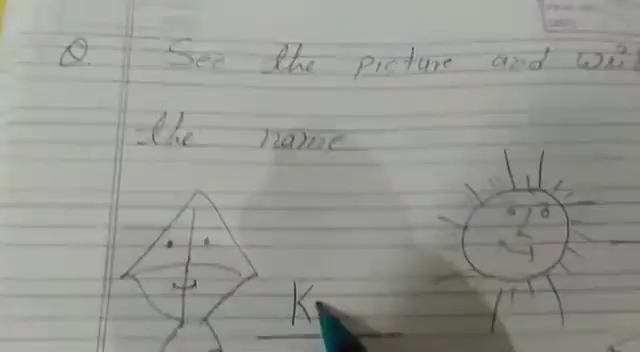 Q. See the picture and
the name
K